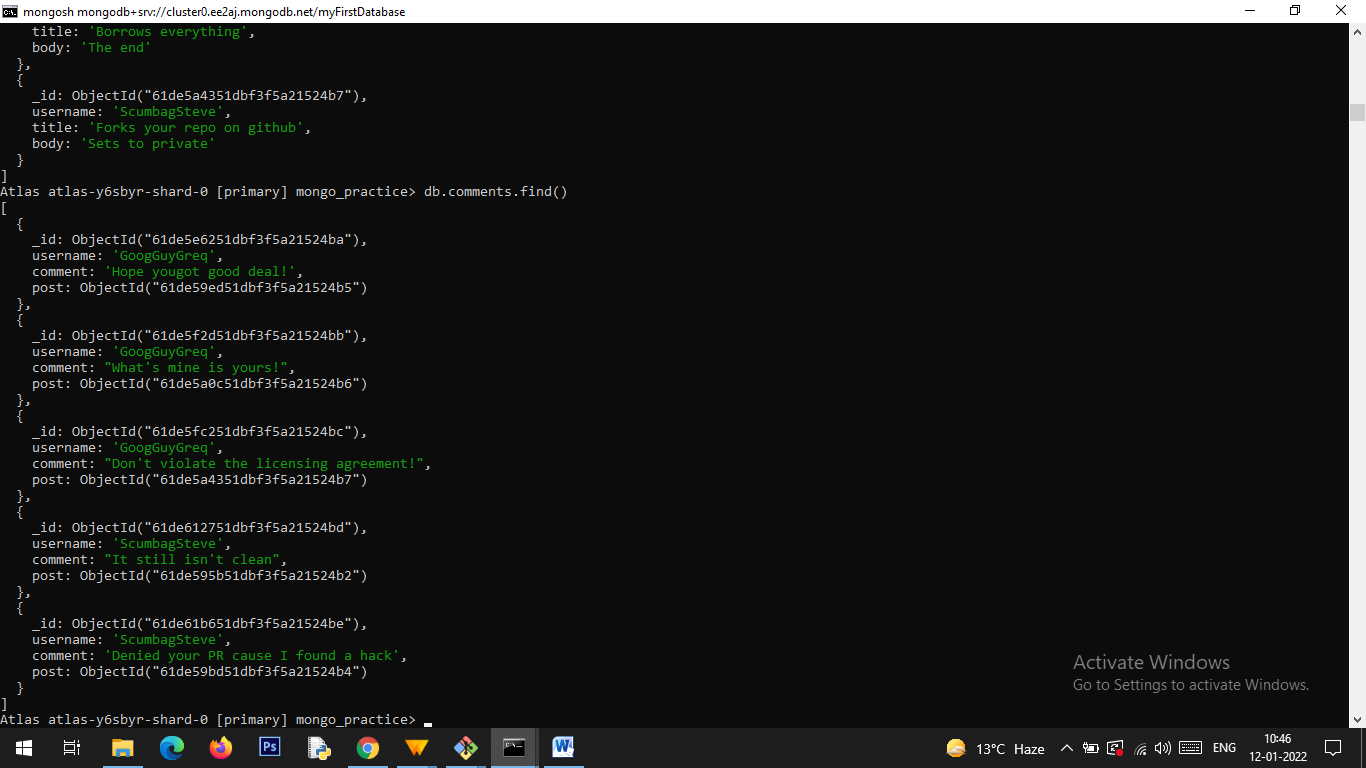 mongosh mongodb+srv://cluster0.ee2aj.mongodb.net/myFirstDatabase
title: 'Borrows everything',
body: 'The end'
},
{
_id: ObjectId("61de5a4351dbf3f5a21524b7"),
username: 'ScumbagSteve',
title: 'Forks your repo on github',
body: 'Sets to private'
}
]
Atlas atlas-y6sbyr-shard-0 [primary] mongo_practice> db.comments.find()
[
{
_id: ObjectId("61de5e6251dbf3f5a21524ba"),
username: 'GoogGuyGreq',
comment: 'Hope yougot good deal!',
post: ObjectId("61de59ed51dbf3f5a21524b5")
},
{
_id: ObjectId("61de5f2d51dbf3f5a21524bb"),
username: 'GoogGuyGreq',
comment: "What's mine is yours!",
post: ObjectId("61de5a0c51dbf3f5a21524b6")
},
{
_id: ObjectId("61de5fc251dbf3f5a21524bc"),
username: 'GoogGuyGreq',
comment: "Don't violate the licensing agreement!",
post: ObjectId("61de5a4351dbf3f5a21524b7")
},
{
_id: ObjectId("61de612751dbf3f5a21524bd"),
username: 'ScumbagSteve',
comment: "It still isn't clean",
post: ObjectId("61de595b51dbf3f5a21524b2")
},
{
_id: ObjectId("61de61b651dbf3f5a21524be"),
username: 'ScumbagSteve',
comment: 'Denied your PR cause I found a hack',
post: ObjectId("61de59bd51dbf3f5a21524b4")
}
]
Atlas atlas-y6sbyr-shard-0 [primary] mongo_practice>
Activate Windows
Go to Settings to activate Windows.
Ps
W
13°C Haze
ENG
10:46
12-01-2022